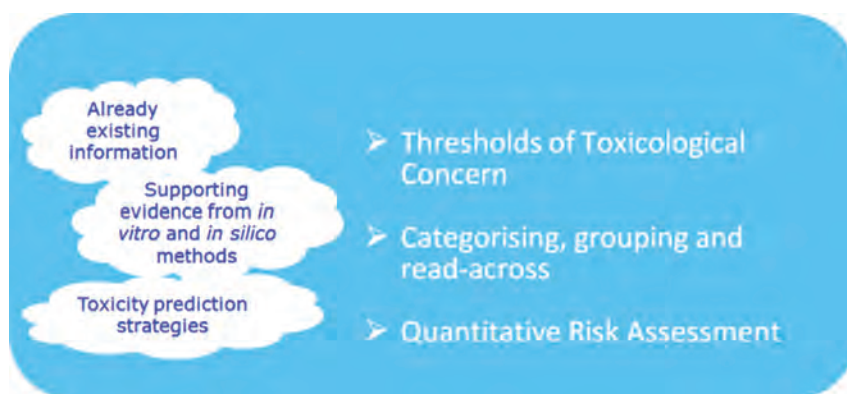 Already
existing
information
Supporting
evidence from in
vitro and in silico
methods
Toxicity prediction
strategies
➢ Thresholds of Toxicological
Concern
➢ Categorising, grouping and
read-across
➢ Quantitative Risk Assessment